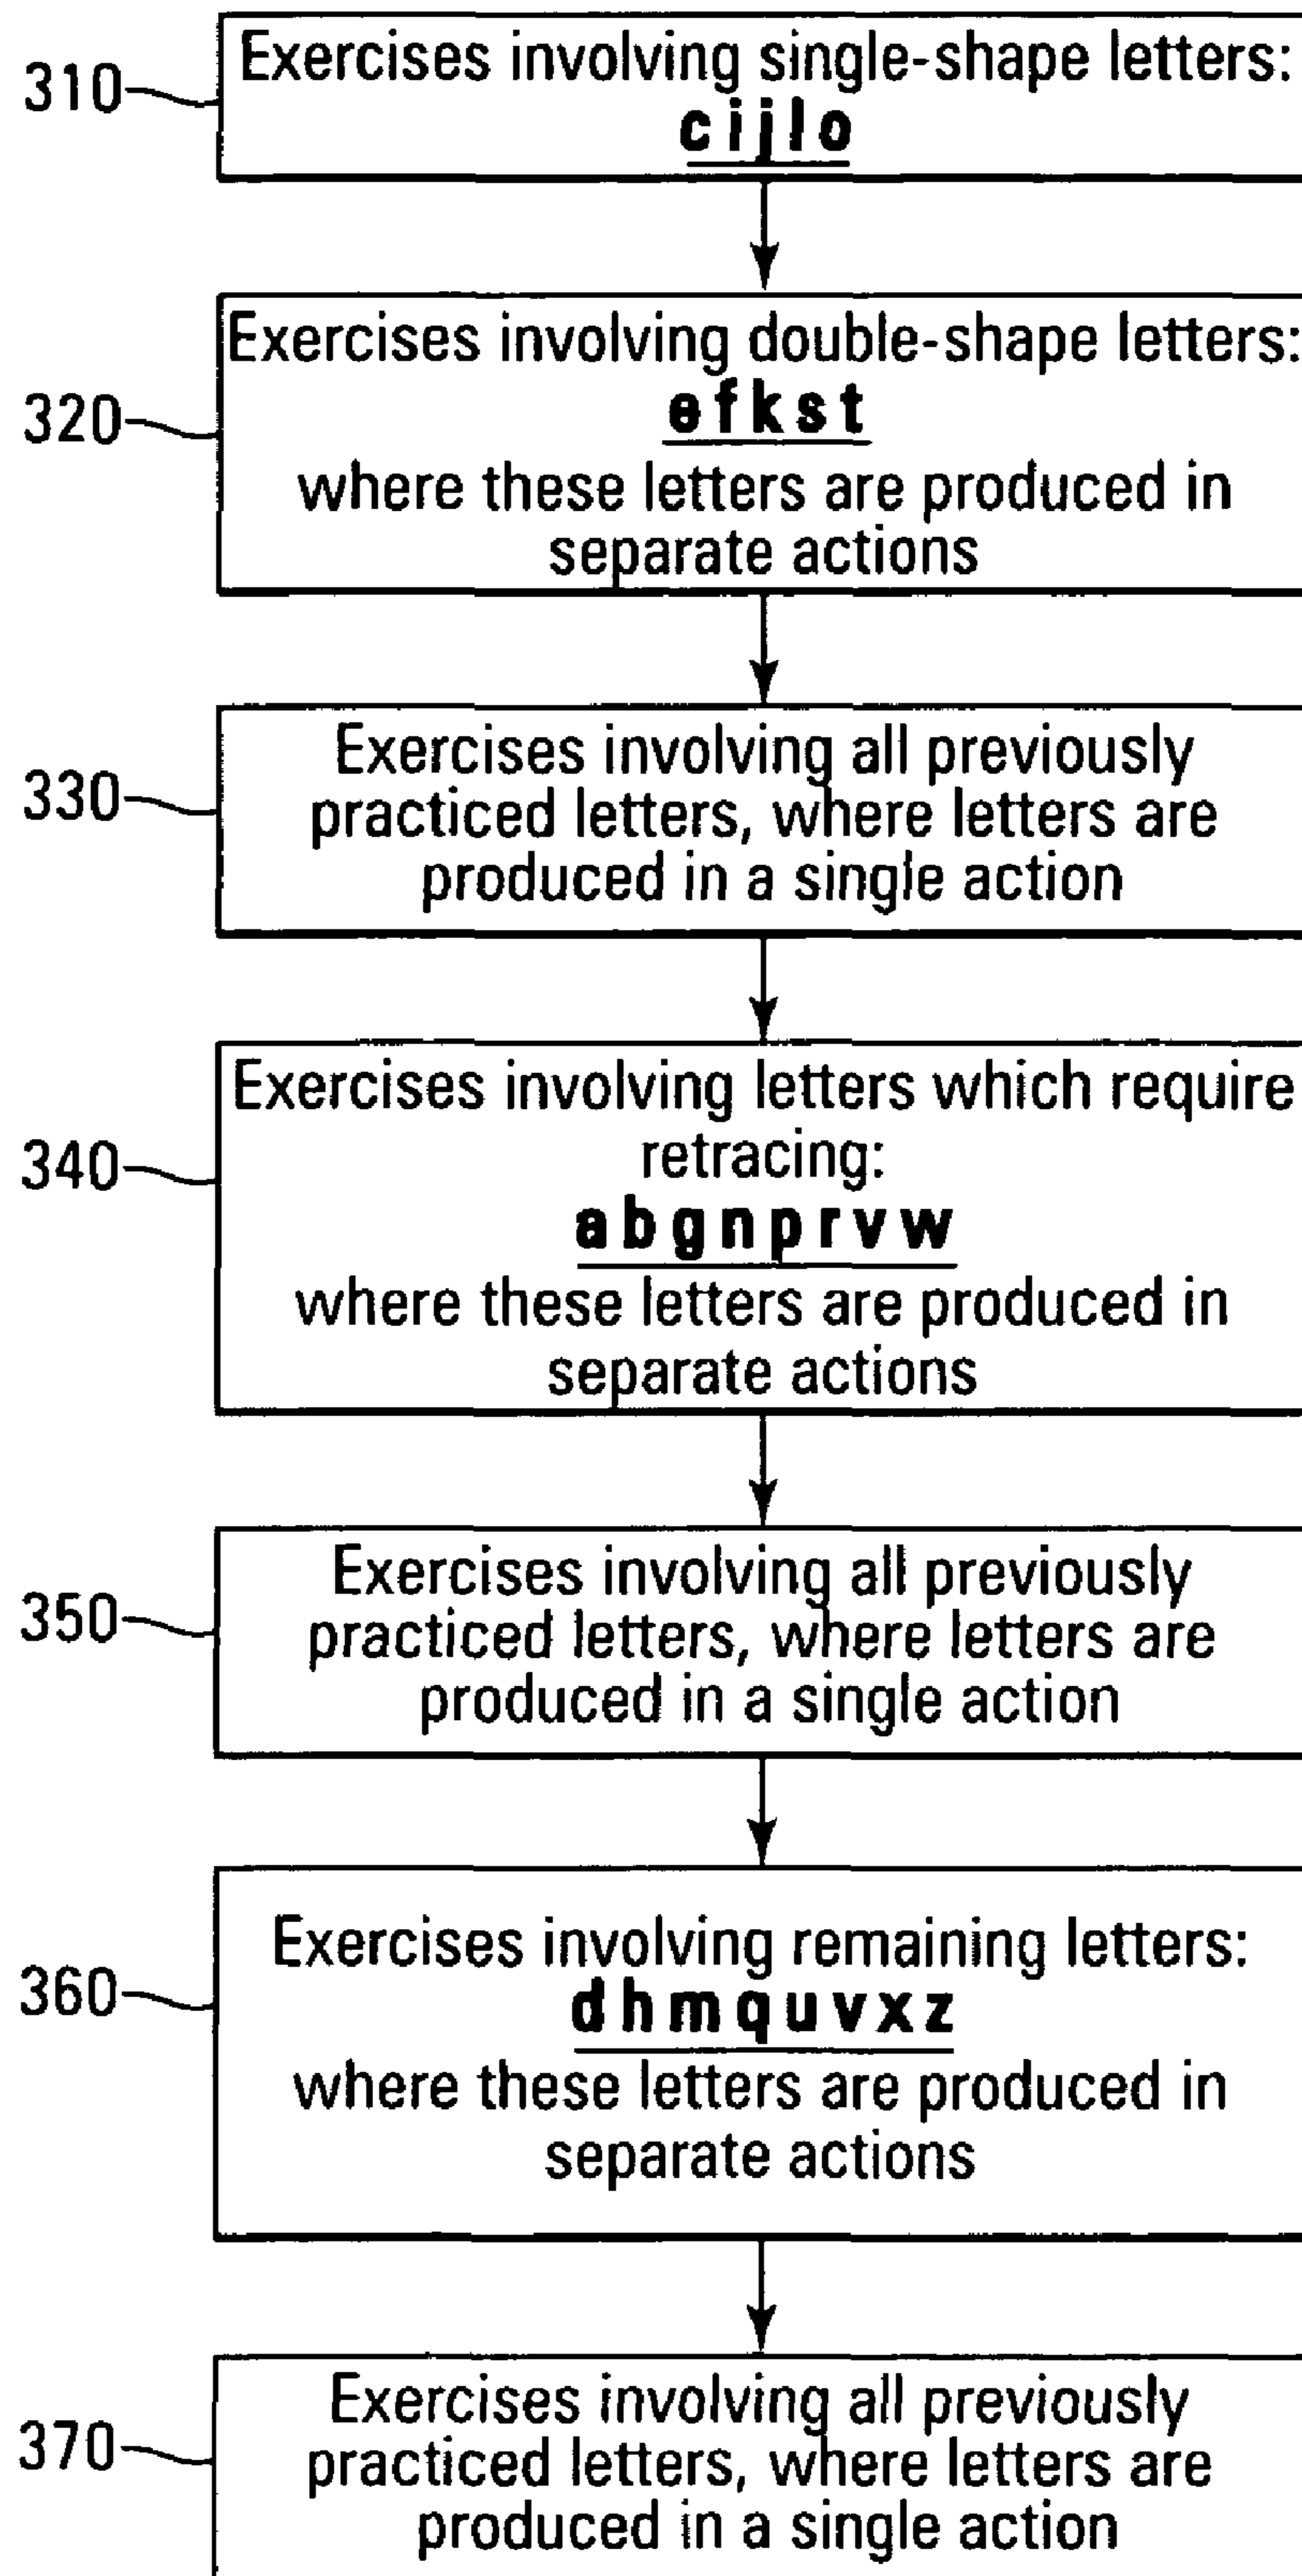 310
Exercises involving single-shape letters:
c i j l o
320
Exercises involving double-shape letters:
e f k s t
where these letters are produced in
separate actions
330
Exercises involving all previously
practiced letters, where letters are
produced in a single action
340
Exercises involving letters which require
retracing:
a b g n p r v w
where these letters are produced in
separate actions
350
Exercises involving all previously
practiced letters, where letters are
produced in a single action
360
Exercises involving remaining letters:
d h m q u v x z
where these letters are produced in
separate actions
370
Exercises involving all previously
practiced letters, where letters are
produced in a single action